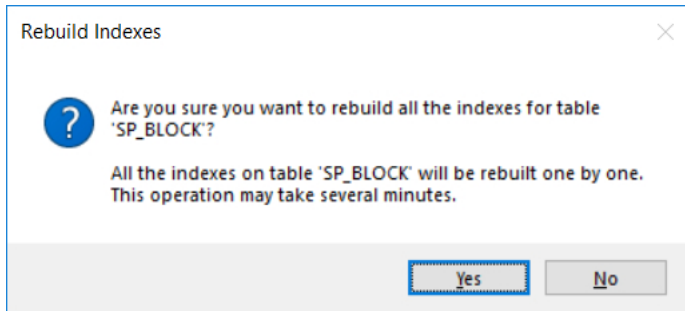 Rebuild Indexes
Are you sure you want to rebuild all the indexes for table
'SP_BLOCK'?
All the indexes on table 'SP_BLOCK' will be rebuilt one by one.
This operation may take several minutes.
Yes
No